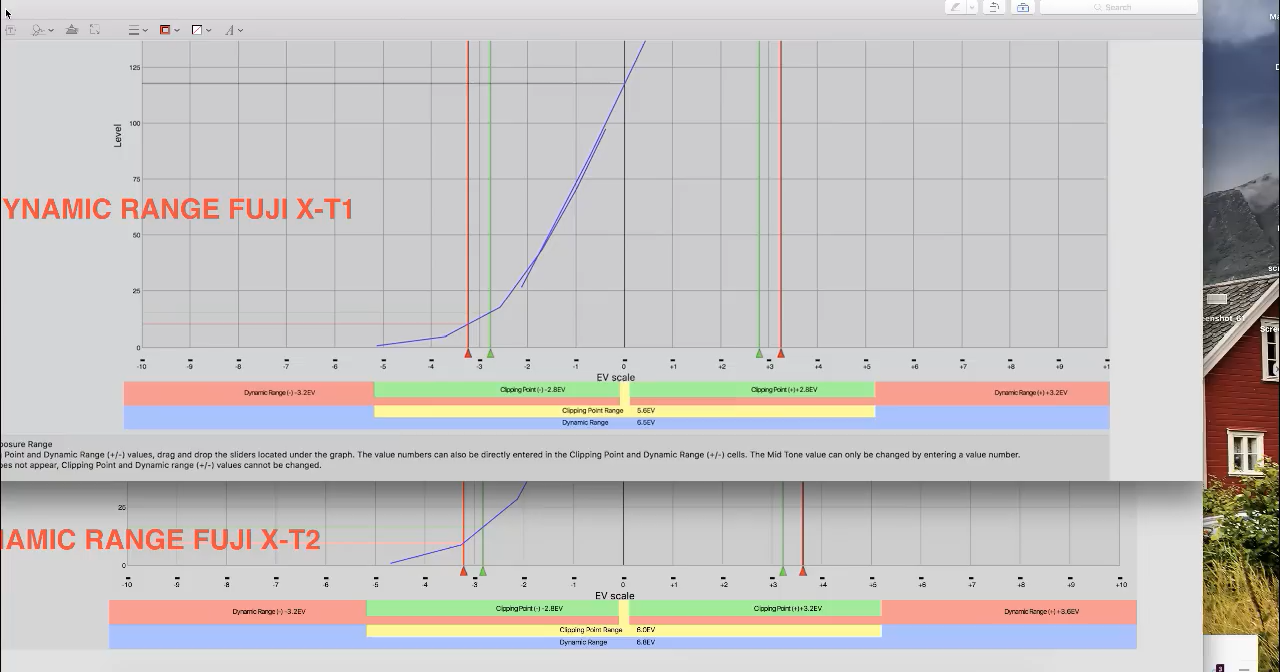 Search
125
100
Level
75
YNAMIC RANGE FUJI X-T1
50
25
0
-10 -9 -8 -7 -6 -5 -4 -3 -2 -1 0 +1 +2 +3 +4 +5 +6 +7 +8 +9 +1
EV scale
Dynamic Range (-) -3.2EV Clipping Point (-) -2.8EV Clipping Point (+) +2.8EV Dynamic Range (+) +3.2EV
Clipping Point Range 5.6EV
Dynamic Range 6.5EV
posure Range
Point and Dynamic Range (+/-) values, drag and drop the sliders located under the graph. The value numbers can also be directly entered in the Clipping Point and Dynamic Range (+/-) cells. The Mid Tone value can only be changed by entering a value number.
oes not appear, Clipping Point and Dynamic range (+/-) values cannot be changed.
25
NAMIC RANGE FUJI X-T2
0
-10 -9 -8 -7 -6 -5 -4 -3 -2 -1 0 +1 +2 +3 +4 +5 +6 +7 +8 +9 +10
EV scale
Dynamic Range (-) -3.2EV Clipping Point (-) -2.8EV Clipping Point (+)+3.2EV Dynamic Range (+) +3.6EV
Clipping Point Range 6.0EV
Dynamic Range 6.8EV